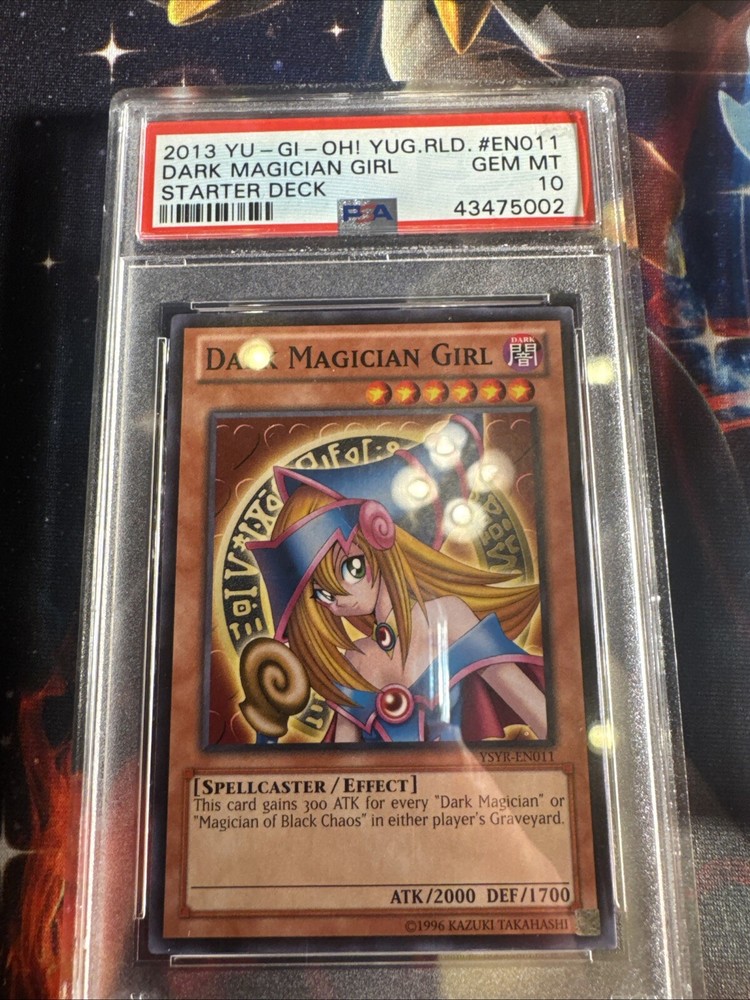 2013 YU-GI-OH! YUG.RLD. #EN011
DARK MAGICIAN GIRL GEM MT
STARTER DECK 10
PSA 43475002
DARK MAGICIAN GIRL
DARK
闇
YSYR-EN011
[SPELLCASTER / EFFECT]
This card gains 300 ATK for every "Dark Magician" or
"Magician of Black Chaos" in either player's Graveyard.
ATK/2000 DEF/1700
©1996 KAZUKI TAKAHASHI